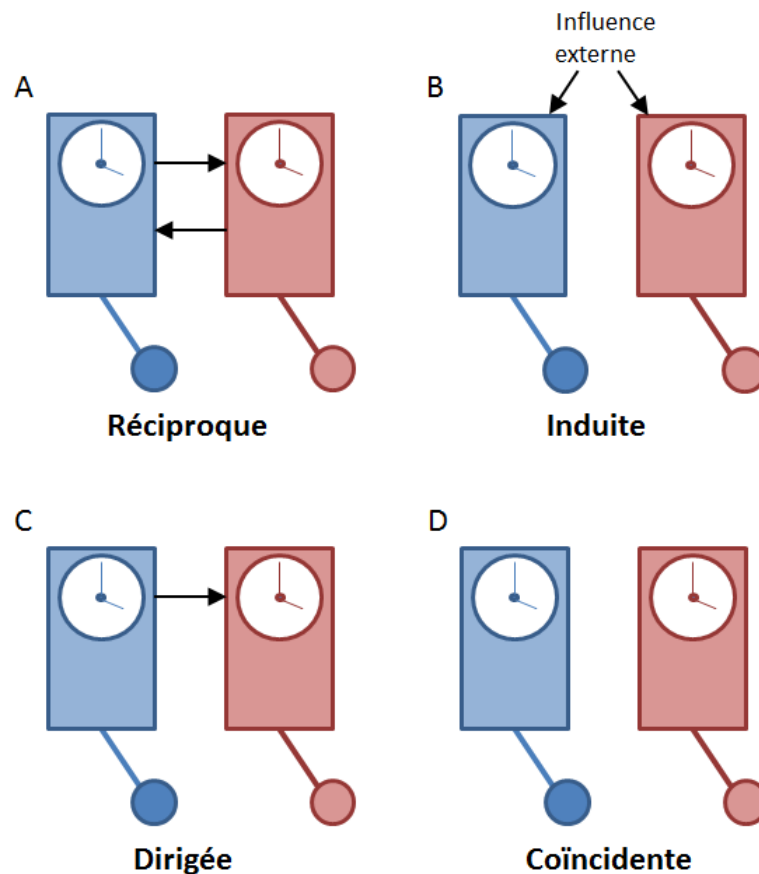 Influence
externe
A
B
Réciproque
Induite
C
D
Dirigée
Coïncidente